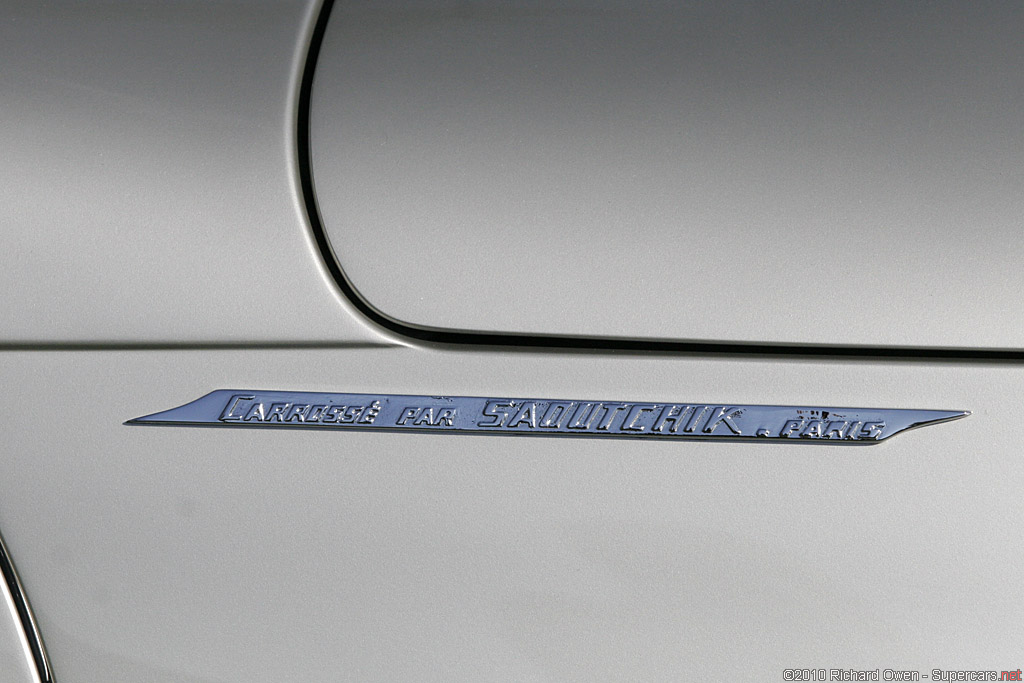 CARROSSÉ PAR SAOUTCHIK . PARIS
©2010 Richard Owen - Supercars.net